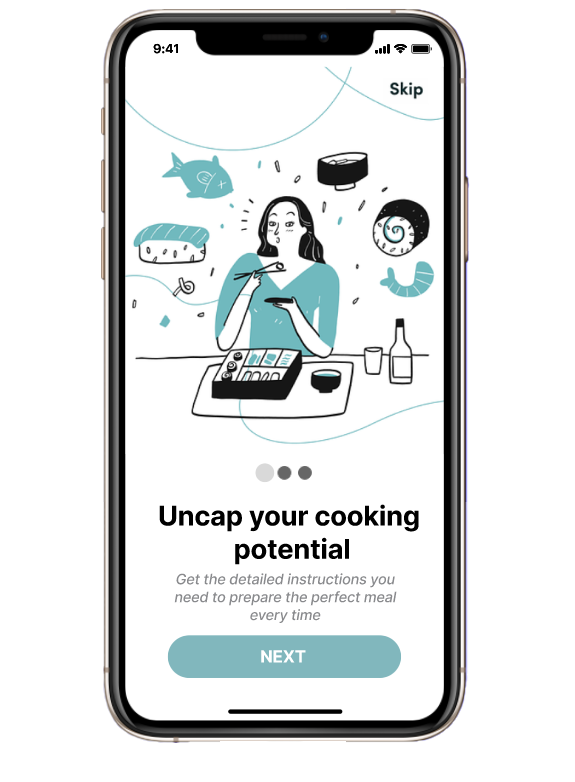 9:41
Skip
Uncap your cooking
potential
Get the detailed instructions you
need to prepare the perfect meal
every time
NEXT